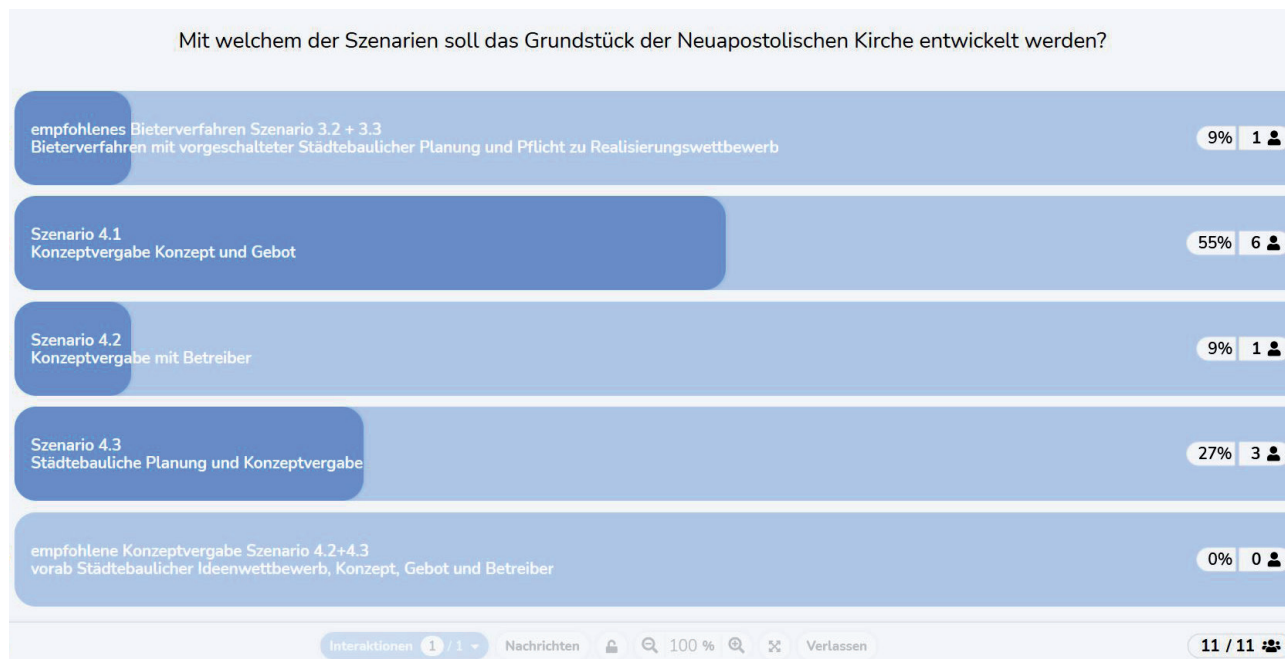 Mit welchem der Szenarien soll das Grundstück der Neuapostolischen Kirche entwickelt werden?
empfohlenes Bieterverfahren Szenario 3.2 + 3.3
Bieterverfahren mit vorgeschalteter Städtebaulicher Planung und Pflicht zu Realisierungswettbewerb
9% 1
Szenario 4.1
Konzeptvergabe Konzept und Gebot
55% 6
Szenario 4.2
Konzeptvergabe mit Betreiber
9% 1
Szenario 4.3
Städtebauliche Planung und Konzeptvergabe
27% 3
empfohlene Konzeptvergabe Szenario 4.2+4.3
vorab Städtebaulicher Ideenwettbewerb, Konzept, Gebot und Betreiber
0% 0
Interaktionen 1 / 1 Nachrichten 100 % Verlassen 11 / 11